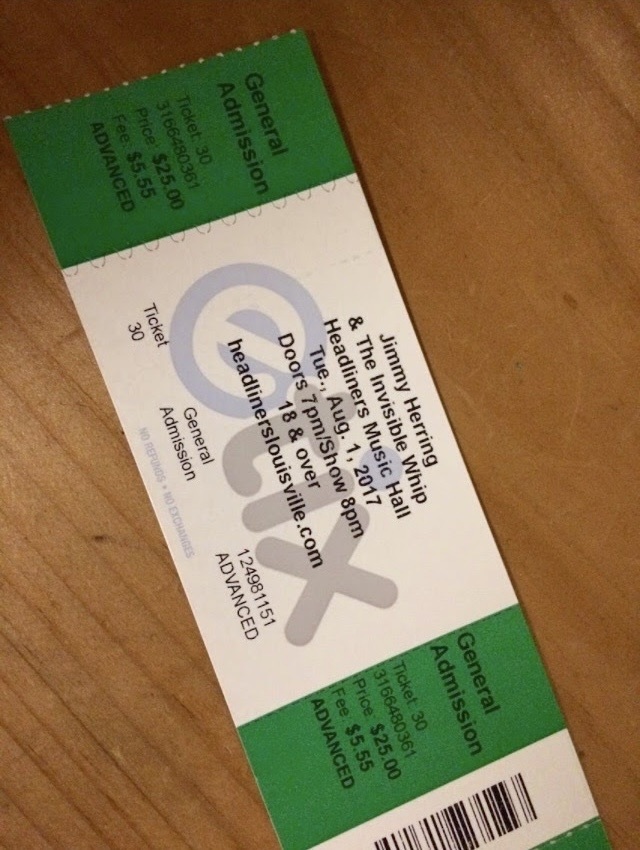 General
Admission
Ticket: 30
3166480361
Price: $25.00
Fee: $5.55
ADVANCED
etix
Jimmy Herring
& The Invisible Whip
Headliners Music Hall
Tue., Aug. 1, 2017
Doors 7pm/Show 8pm
18 & over
headlinerslouisville.com
Ticket
30
General
Admission
124981151
ADVANCED
NO REFUNDS • NO EXCHANGES
General
Admission
Ticket: 30
3166480361
Price: $25.00
Fee: $5.55
ADVANCED